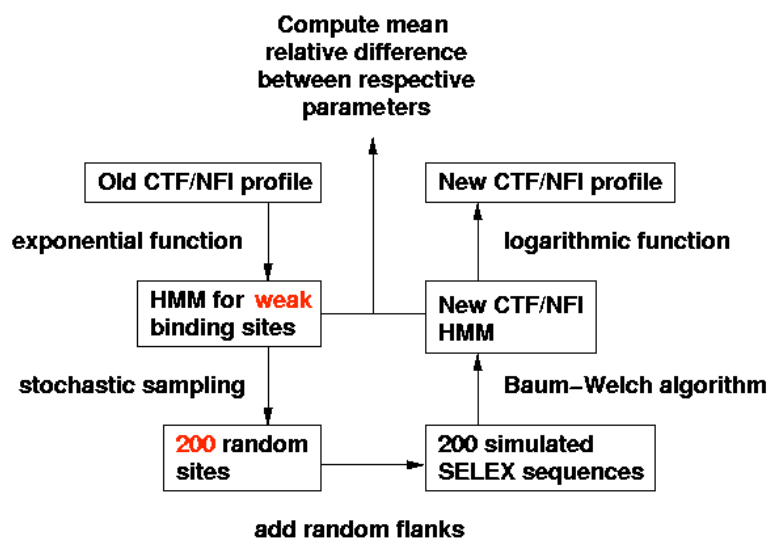 Compute mean
relative difference
between respective
parameters
Old CTF/NFI profile
New CTF/NFI profile
exponential function
logarithmic function
HMM for weak
binding sites
New CTF/NFI
HMM
stochastic sampling
Baum-Welch algorithm
200 random
sites
200 simulated
SELEX sequences
add random flanks